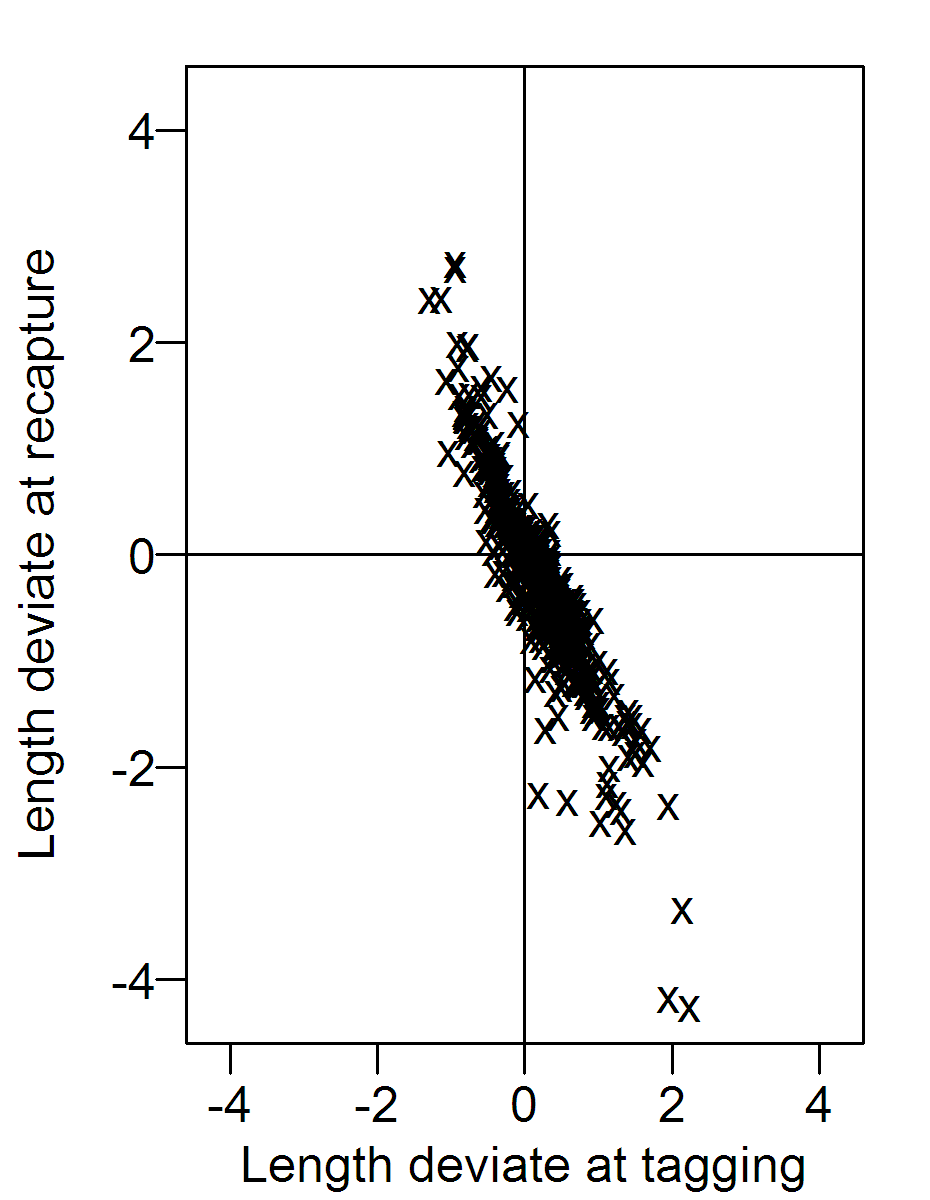 Length deviate at recapture
4
2
0
-2
-4
-4 -2 0 2 4
Length deviate at tagging